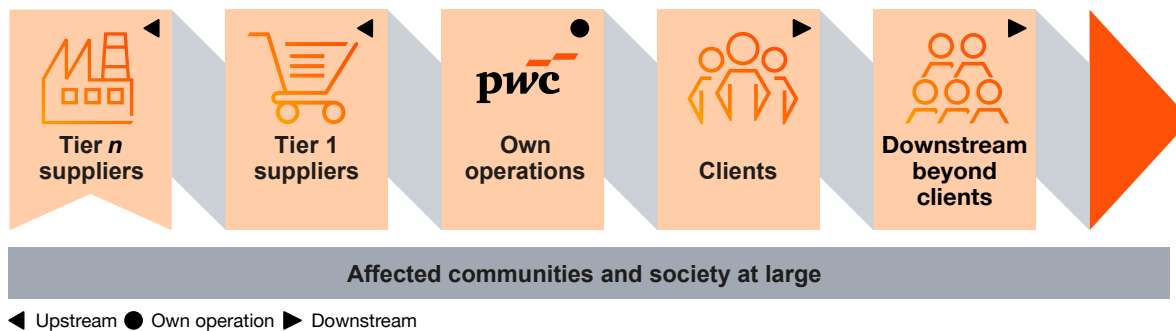 pwc
Tier n
suppliers
Tier 1
suppliers
Own
operations
Clients
Downstream
beyond
clients
Affected communities and society at large
Upstream Own operation Downstream